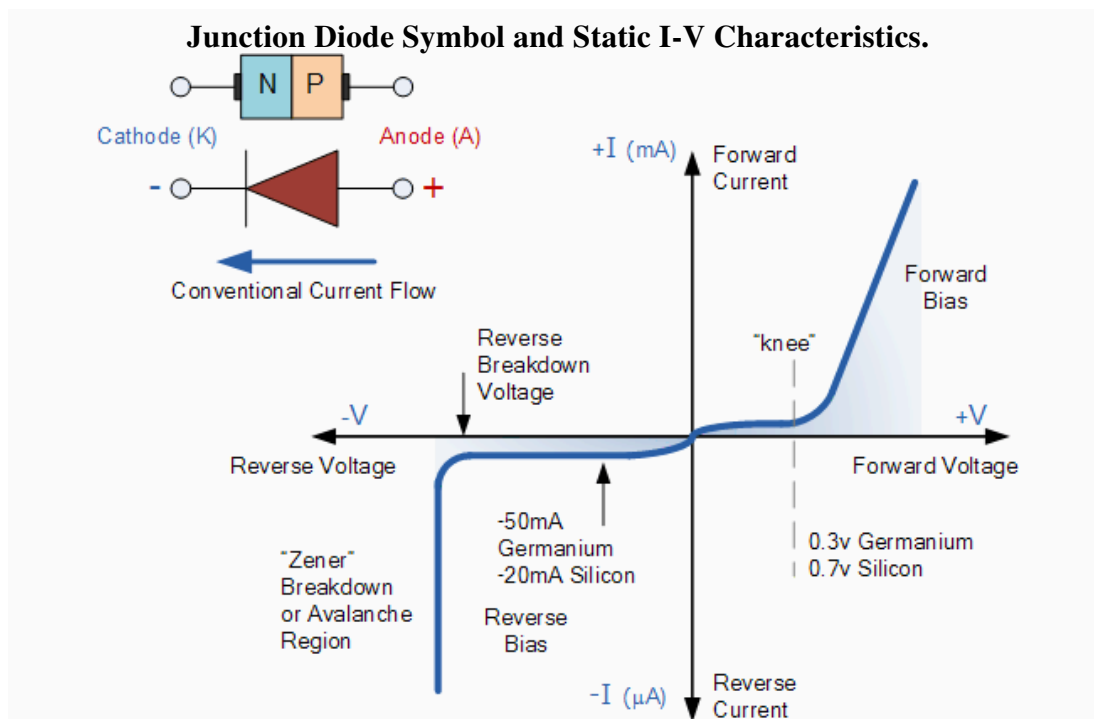 Junction Diode Symbol and Static I-V Characteristics.
N P
Cathode (K)
Anode (A)
- +
Conventional Current Flow
+I (mA)
Forward
Current
Forward
Bias
"knee"
Reverse
Breakdown
Voltage
-V
+V
Reverse Voltage
Forward Voltage
-50mA
Germanium
-20mA Silicon
0.3v Germanium
0.7v Silicon
"Zener"
Breakdown
or Avalanche
Region
Reverse
Bias
-I (µA)
Reverse
Current